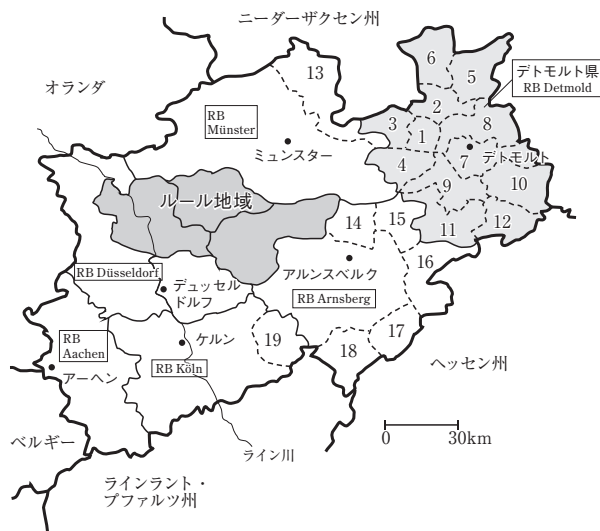 ニーダーザクセン州
オランダ
6
5
13
デトモルト県
RB Detmold
2
RB
Münster
3
1
8
ミュンスター
7
デトモルト
4
9
10
ルール地域
14
15
11
12
16
アルンスベルク
RB Düsseldorf
デュッセル
ドルフ
RB Arnsberg
17
RB
Aachen
ケルン
19
18
ヘッセン州
アーヘン
RB Köln
0 30km
ベルギー
ライン川
ラインラント・
プファルツ州